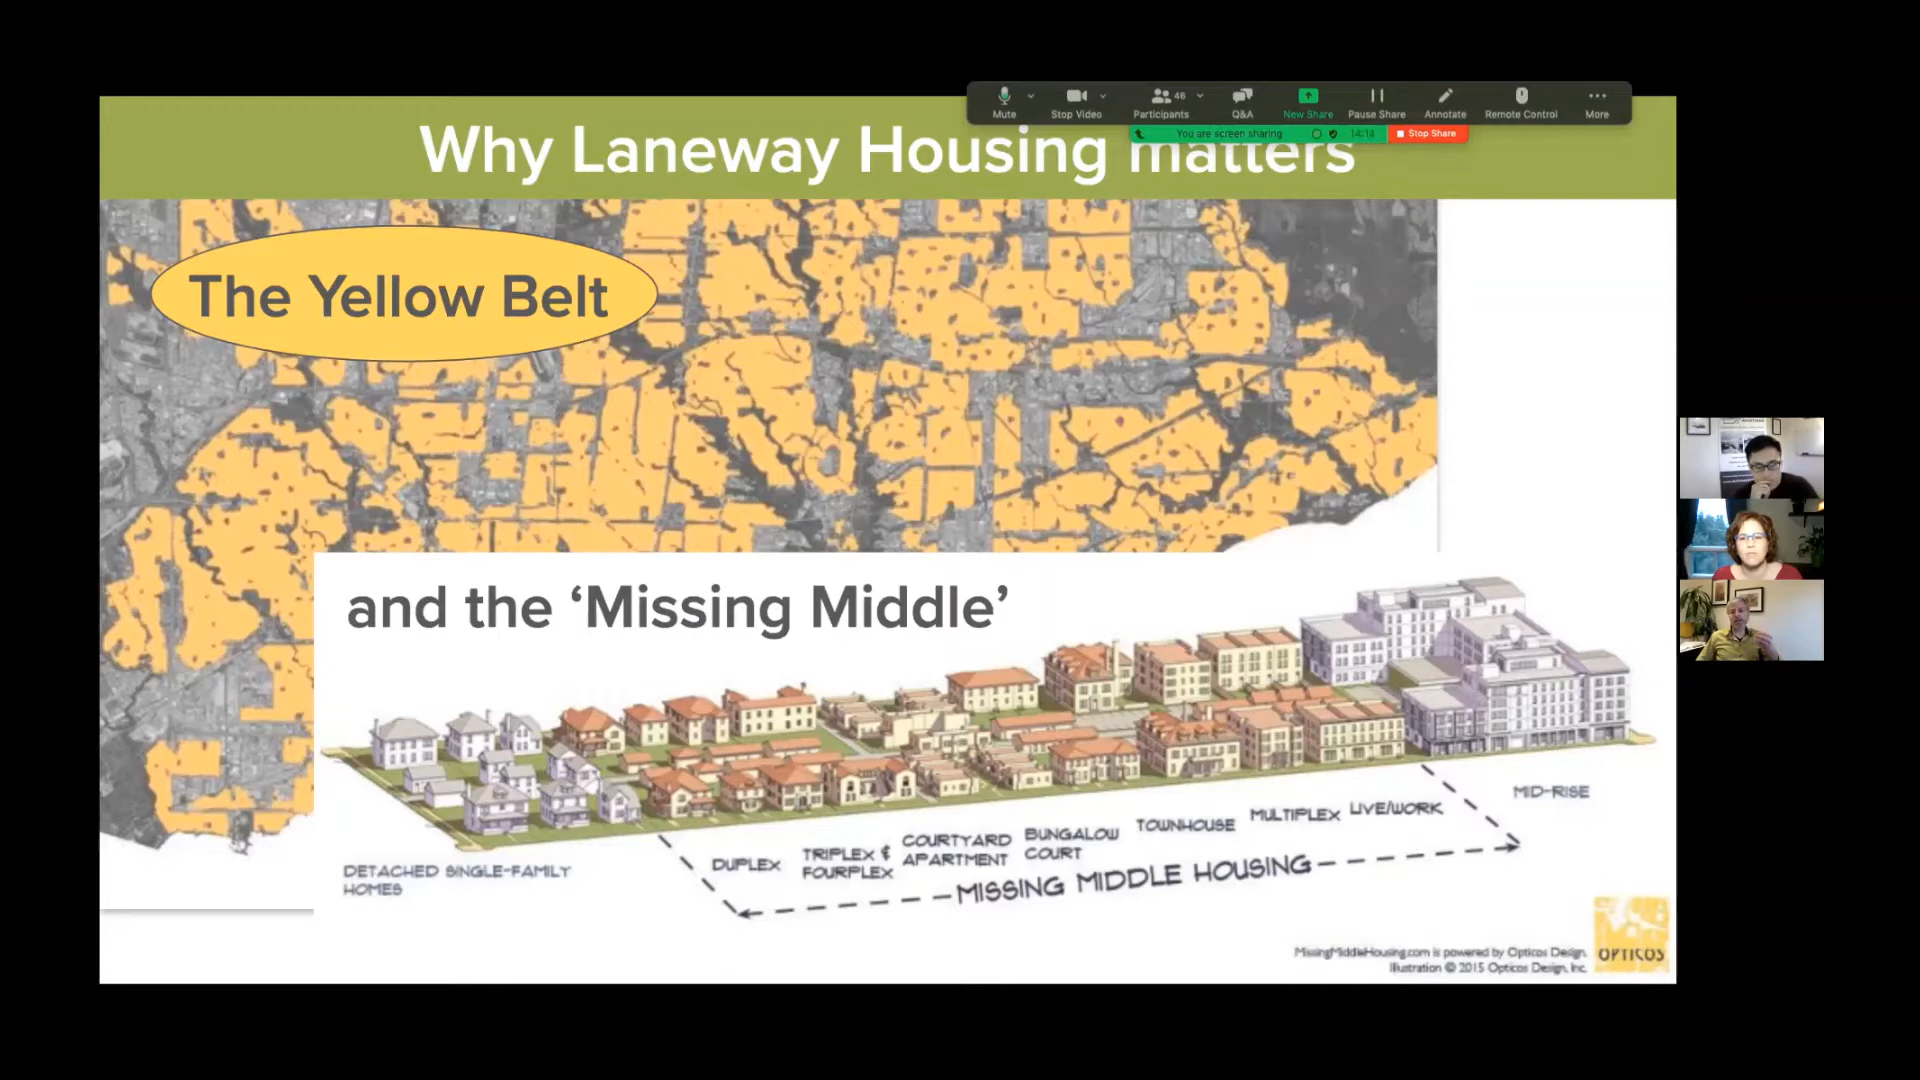 Mute
Stop Video
46
Participants
Q&A
New Share
Pause Share
Annotate
Remote Control
More
You are screen sharing
14:18
Stop Share
Why Laneway Housing matters
The Yellow Belt
and the ‘Missing Middle’
DETACHED SINGLE-FAMILY
HOMES
DUPLEX
TRIPLEX &
FOURPLEX
COURTYARD
APARTMENT
BUNGALOW
COURT
TOWNHOUSE
MULTIPLEX
LIVE/WORK
MID-RISE
MISSING MIDDLE HOUSING
MissingMiddleHousing.com is powered by Opticos Design.
Illustration © 2015 Opticos Design, Inc.
OPTICOS